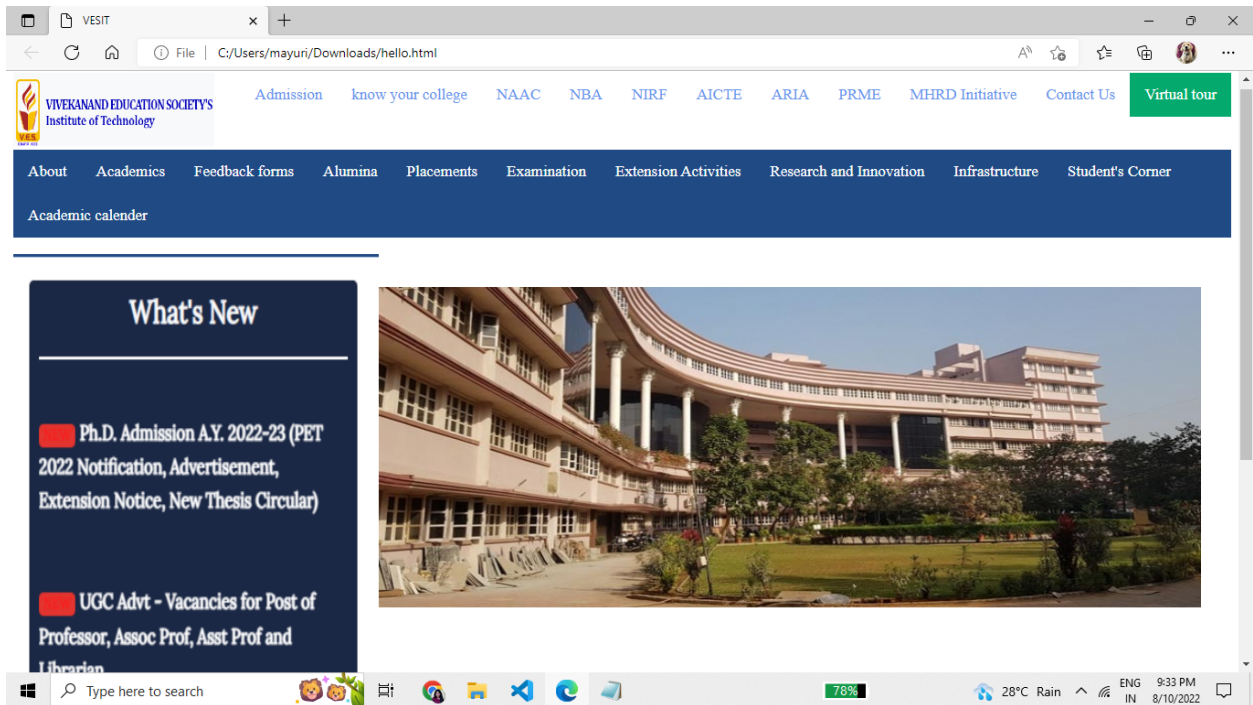 VESIT
File
C:/Users/mayuri/Downloads/hello.html
VIVEKANAND EDUCATION SOCIETY'S
Institute of Technology
V.E.S.
Admission know your college NAAC NBA NIRF AICTE ARIA PRME MHRD Initiative Contact Us Virtual tour
About Academics Feedback forms Alumina Placements Examination Extension Activities Research and Innovation Infrastructure Student's Corner
Academic calender
What's New
Ph.D. Admission A.Y. 2022-23 (PET
2022 Notification, Advertisement,
Extension Notice, New Thesis Circular)
UGC Advt - Vacancies for Post of
Professor, Assoc Prof, Asst Prof and
Librarian
Type here to search
78%
28°C Rain
ENG
IN
9:33 PM
8/10/2022